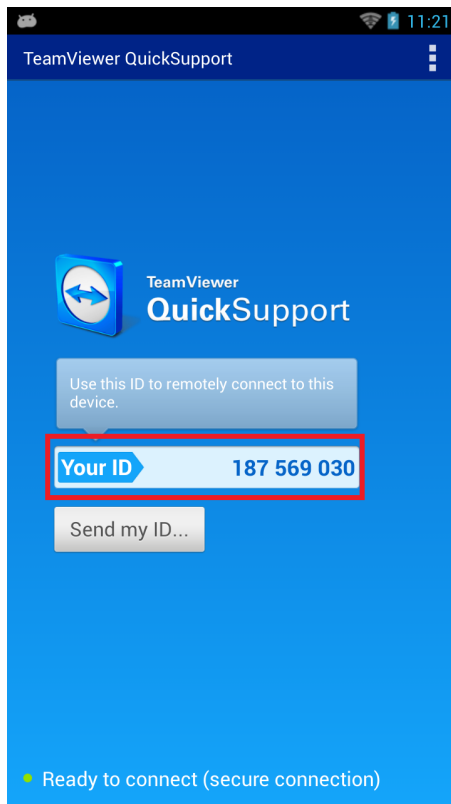 11:21
TeamViewer QuickSupport
TeamViewer
QuickSupport
Use this ID to remotely connect to this
device.
Your ID 187 569 030
Send my ID...
Ready to connect (secure connection)